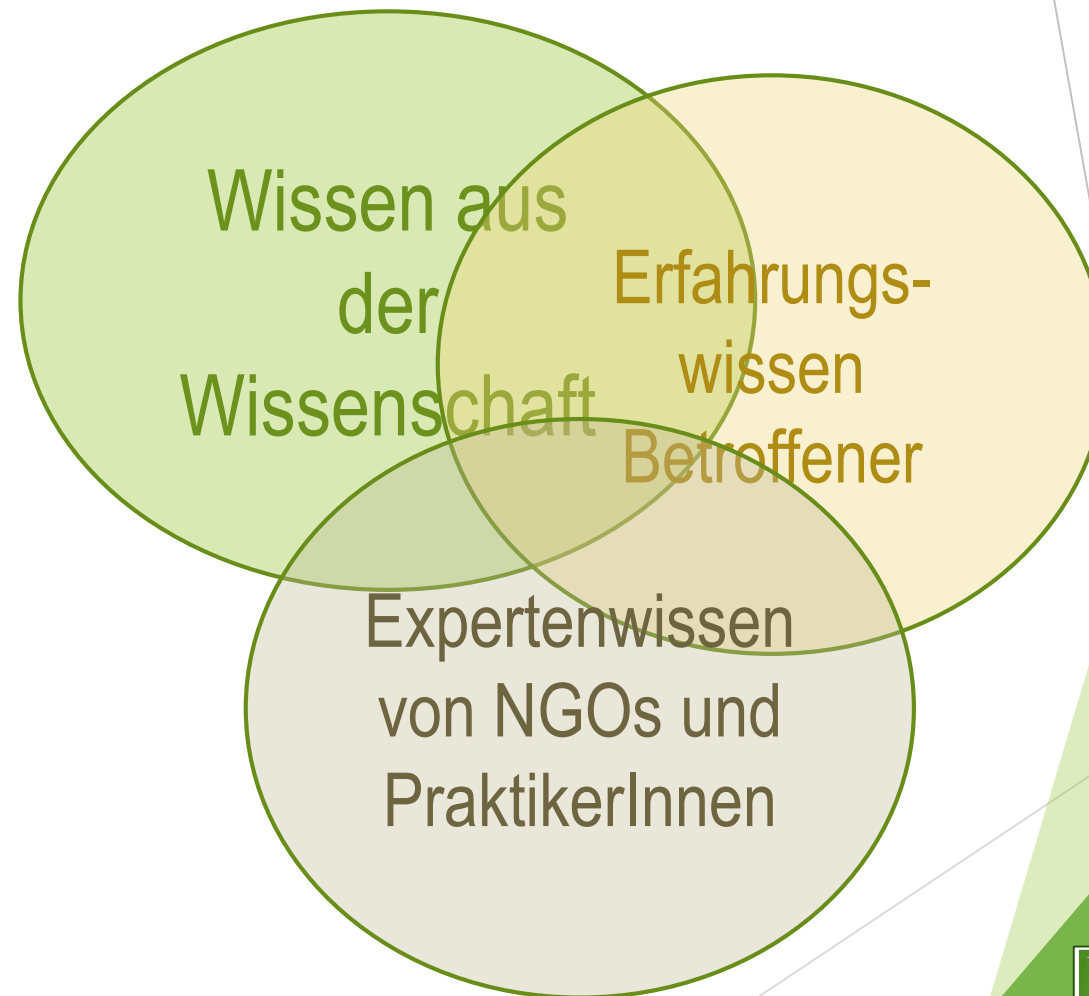 Wissen aus
der
Wissenschaft
Erfahrungs-
wissen
Betroffener
Expertenwissen
von NGOs und
PraktikerInnen